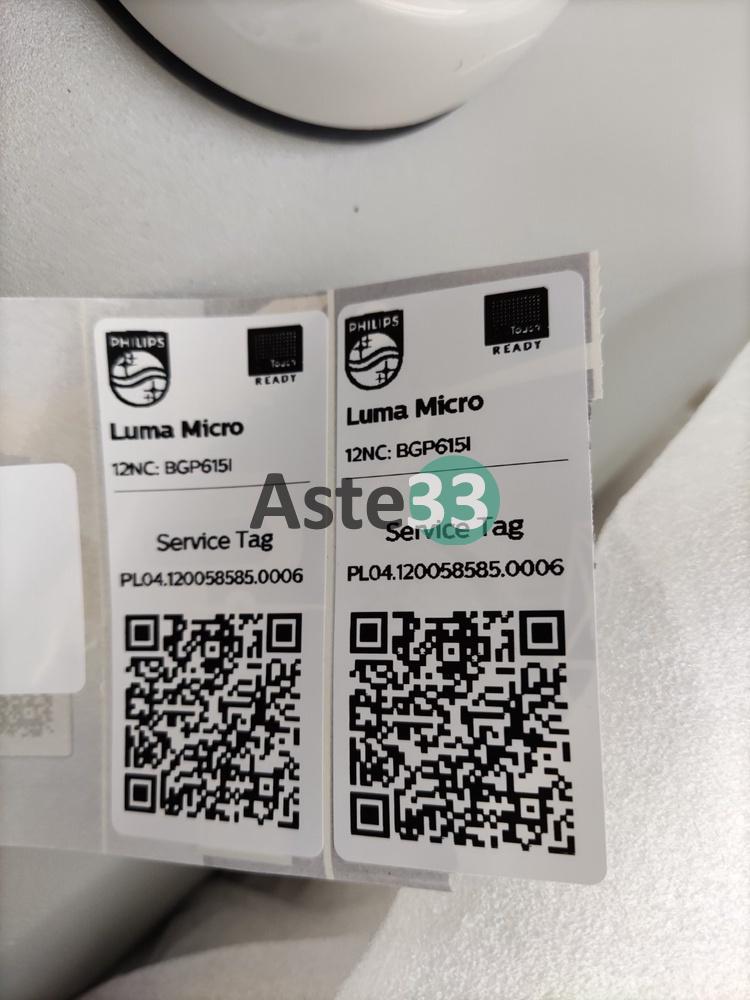 PHILIPS
Touch
READY
Luma Micro
12NC: BGP615I
Service Tag
PL04.120058585.0006
PHILIPS
Touch
READY
Luma Micro
12NC: BGP615I
Service Tag
PL04.120058585.0006
Aste33